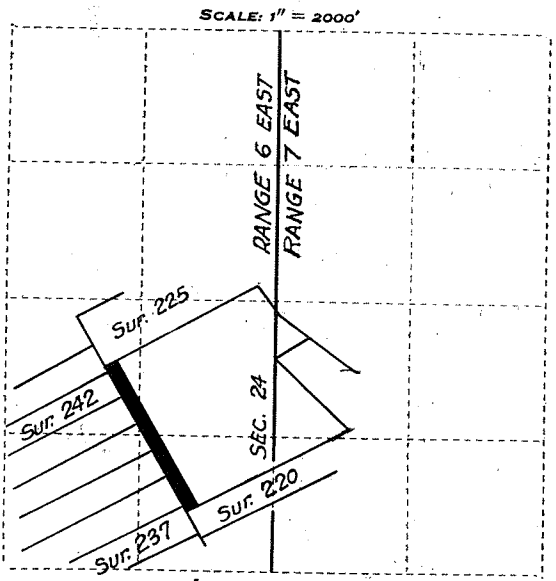 SCALE: 1" = 2000'
RANGE 6 EAST
RANGE 7 EAST
Sur. 225
Sur. 242
SEC. 24
Sur. 220
Sur. 237